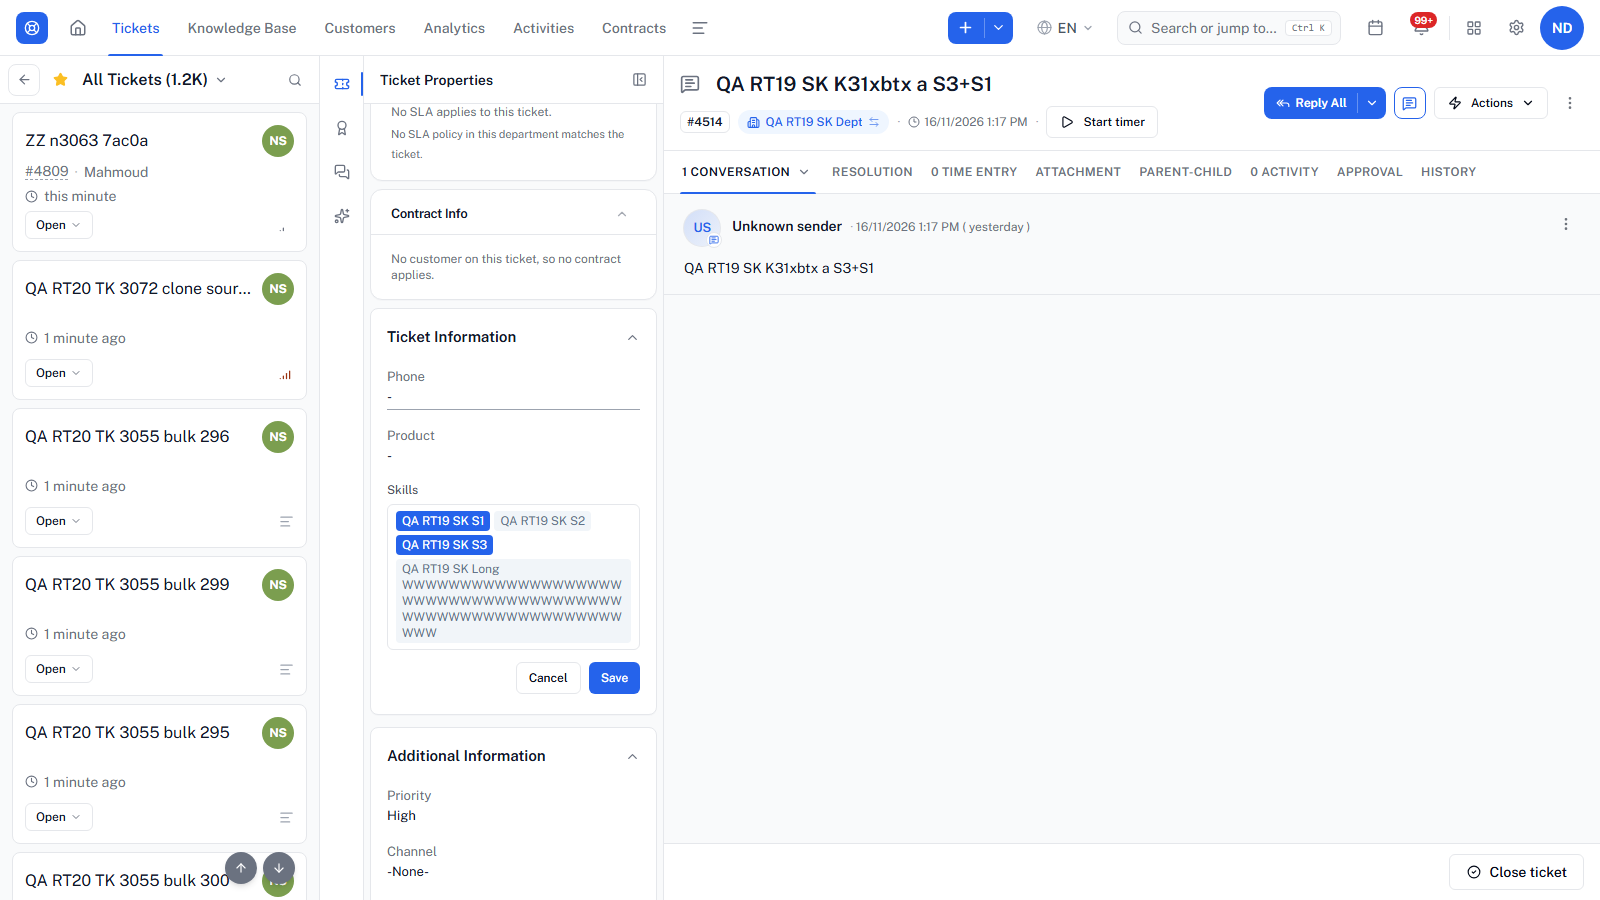 Tickets
Knowledge Base
Customers
Analytics
Activities
Contracts
EN
Search or jump to...
Ctrl K
99+
ND
All Tickets (1.2K)
ZZ n3063 7ac0a
NS
#4809 · Mahmoud
this minute
Open
QA RT20 TK 3072 clone sour...
NS
1 minute ago
Open
QA RT20 TK 3055 bulk 296
NS
1 minute ago
Open
QA RT20 TK 3055 bulk 299
NS
1 minute ago
Open
QA RT20 TK 3055 bulk 295
NS
1 minute ago
Open
QA RT20 TK 3055 bulk 300
Ticket Properties
No SLA applies to this ticket.
No SLA policy in this department matches the
ticket.
Contract Info
No customer on this ticket, so no contract
applies.
Ticket Information
Phone
-
Product
-
Skills
QA RT19 SK S1
QA RT19 SK S2
QA RT19 SK S3
QA RT19 SK Long
WWWWWWWWWWWWWWWWWWW
WWWWWWWWWWWWWWWWWWW
WWWWWWWWWWWWWWWWWWW
WWW
Cancel
Save
Additional Information
Priority
High
Channel
-None-
QA RT19 SK K31xbtx a S3+S1
#4514
QA RT19 SK Dept
· 16/11/2026 1:17 PM ·
Start timer
Reply All
Actions
1 CONVERSATION
RESOLUTION
0 TIME ENTRY
ATTACHMENT
PARENT-CHILD
0 ACTIVITY
APPROVAL
HISTORY
US
Unknown sender · 16/11/2026 1:17 PM ( yesterday )
QA RT19 SK K31xbtx a S3+S1
Close ticket